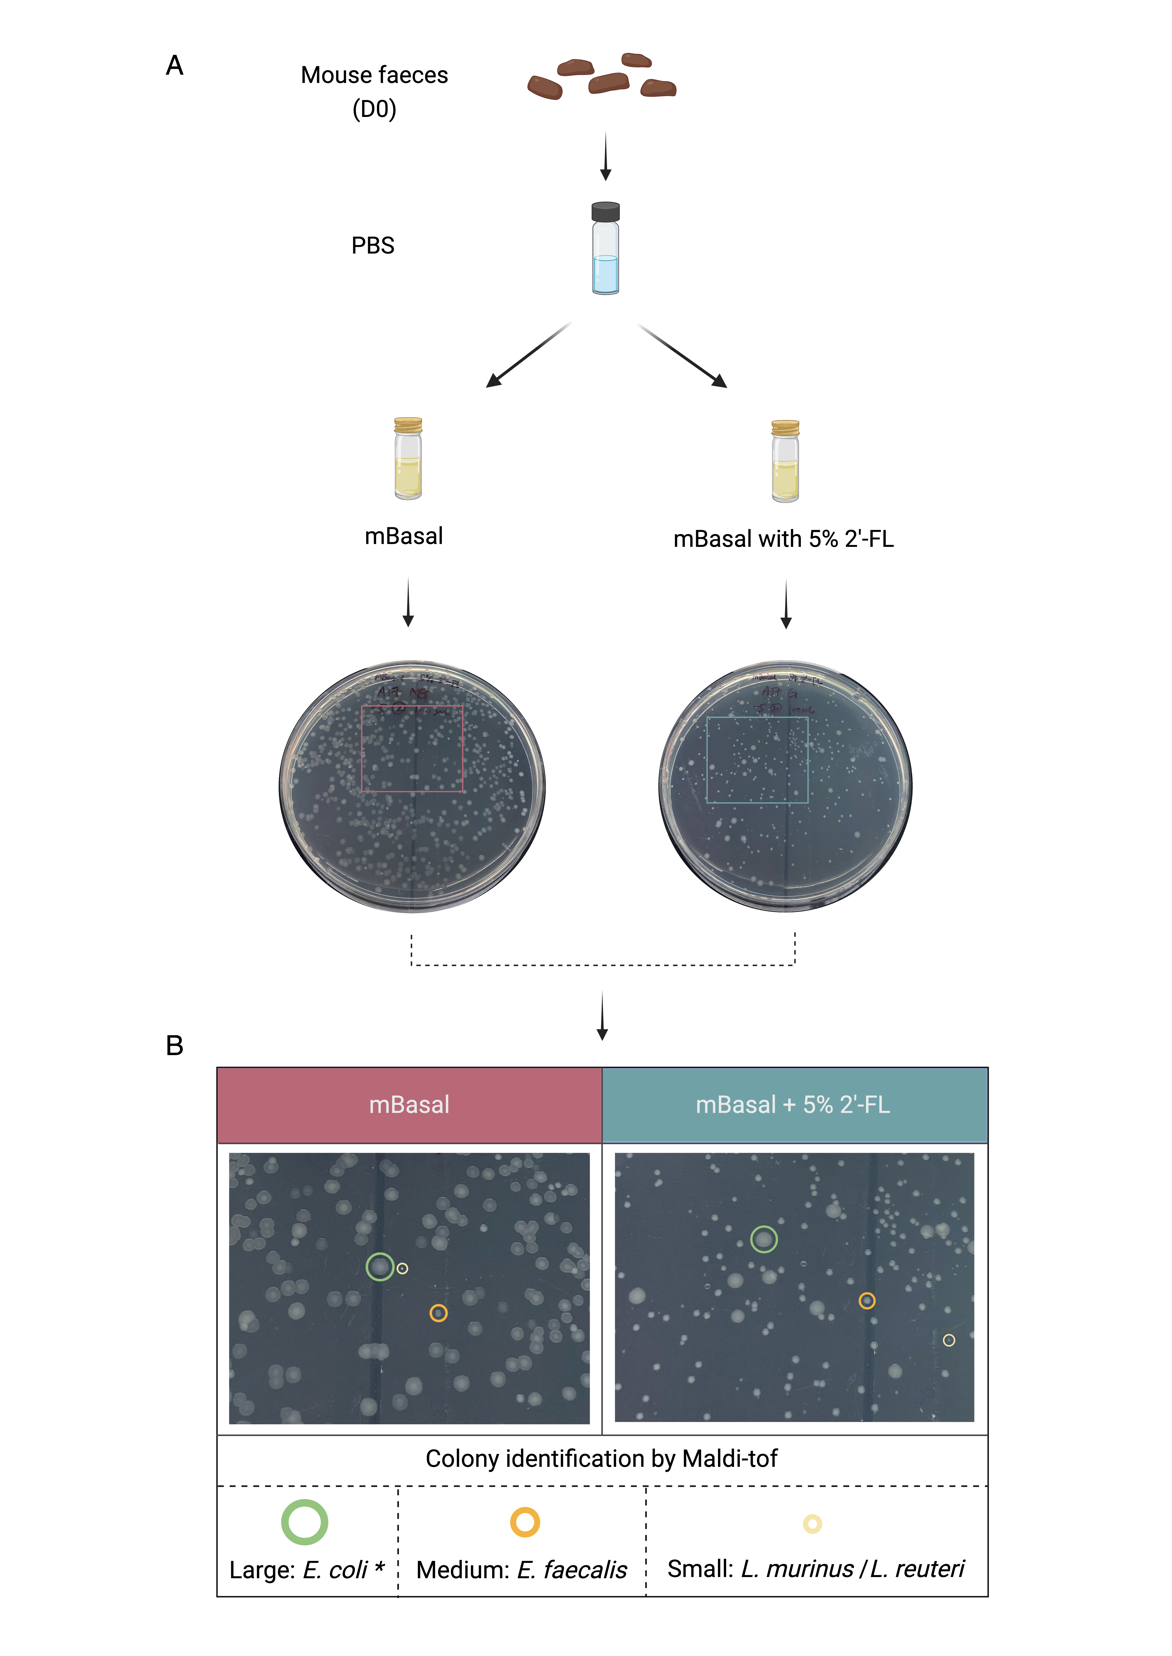 A
Mouse faeces
(D0)
PBS
mBasal
mBasal with 5% 2'-FL
B
mBasal
mBasal + 5% 2'-FL
Colony identification by Maldi-tof
Large: E. coli *
Medium: E. faecalis
Small: L. murinus / L. reuteri